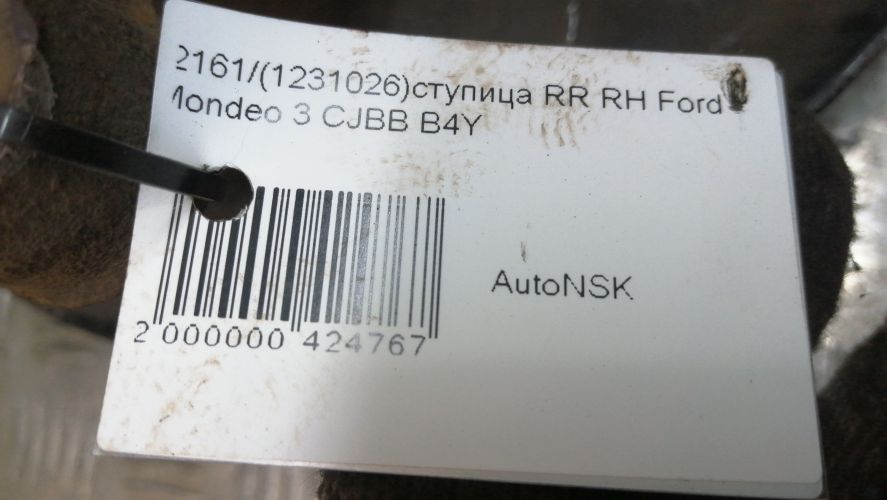 2161/(1231026)ступица RR RH Ford
Mondeo 3 CJBB B4Y
AutoNSK
2 000000 424767